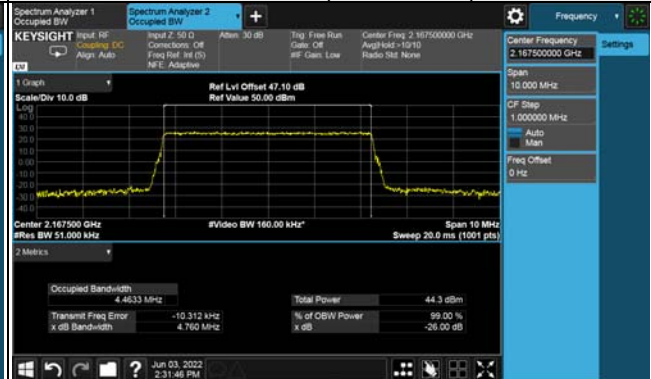 Spectrum Analyzer 1
Occupied BW
Spectrum Analyzer 2
Occupied BW
+
Frequency
KEYSIGHT
Input: RF
Coupling: DC
Align: Auto
Input Z: 50 Ω
Corrections: Off
Freq Ref: Int (S)
NFE: Adaptive
Atten: 30 dB
Trig: Free Run
Gate: Off
#IF Gain: Low
Center Freq: 2.167500000 GHz
Avg|Hold:>10/10
Radio Std: None
Center Frequency
2.167500000 GHz
Settings
Span
10.000 MHz
CF Step
1.000000 MHz
Auto
Man
Freq Offset
0 Hz
1 Graph
Scale/Div 10.0 dB
Ref Lvl Offset 47.10 dB
Ref Value 50.00 dBm
Log
40.0
30.0
20.0
10.0
0.00
-10.0
-20.0
-30.0
-40.0
Center 2.167500 GHz
#Res BW 51.000 kHz
#Video BW 160.00 kHz*
Span 10 MHz
Sweep 20.0 ms (1001 pts)
2 Metrics
Occupied Bandwidth
4.4633 MHz
Total Power 44.3 dBm
Transmit Freq Error -10.312 kHz
% of OBW Power 99.00 %
x dB Bandwidth 4.760 MHz
x dB -26.00 dB
?
Jun 03, 2022
2:31:46 PM